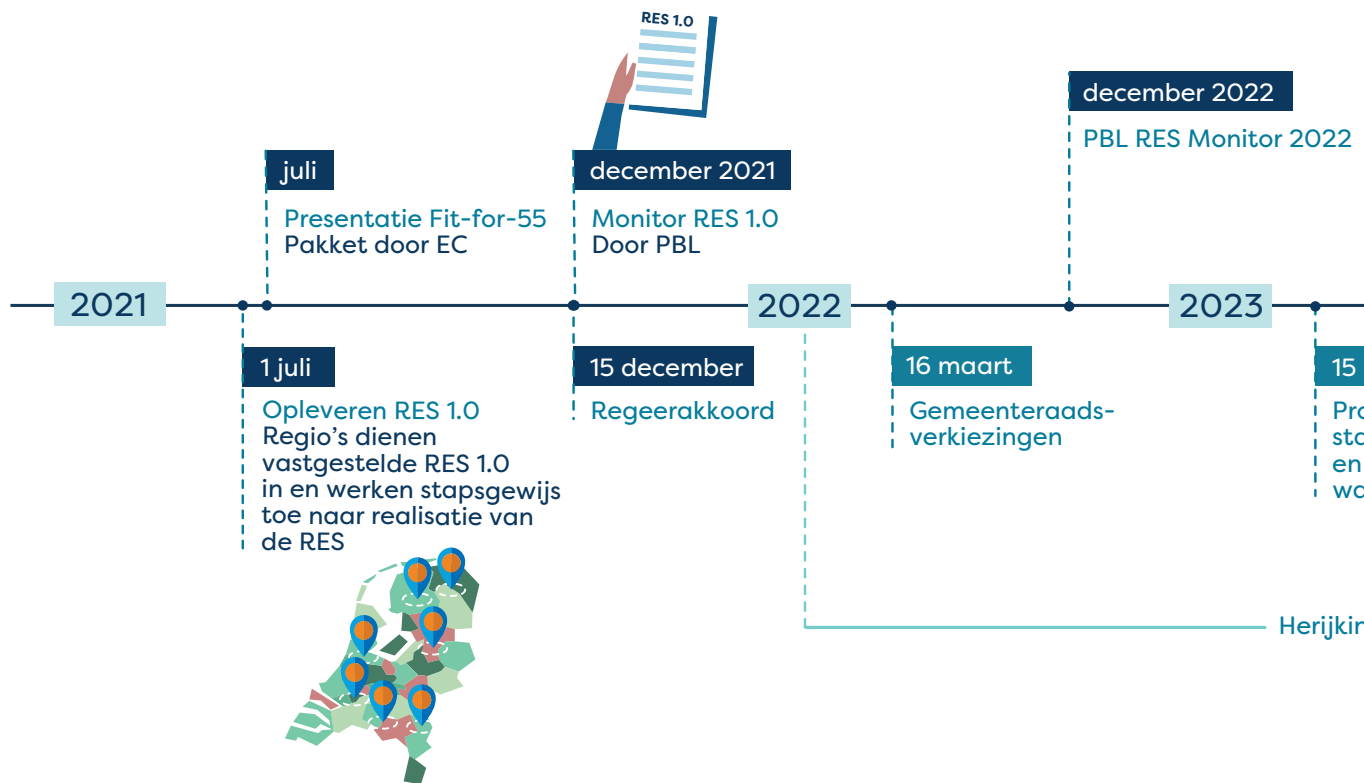 RES 1.0
december 2022
PBL RES Monitor 2022
juli
Presentatie Fit-for-55
Pakket door EC
december 2021
Monitor RES 1.0
Door PBL
2021
2022
2023
1 juli
Opleveren RES 1.0
Regio's dienen
vastgestelde RES 1.0
in en werken stapsgewijs
toe naar realisatie van
de RES
15 december
Regeerakkoord
16 maart
Gemeenteraads-
verkiezingen
15
en